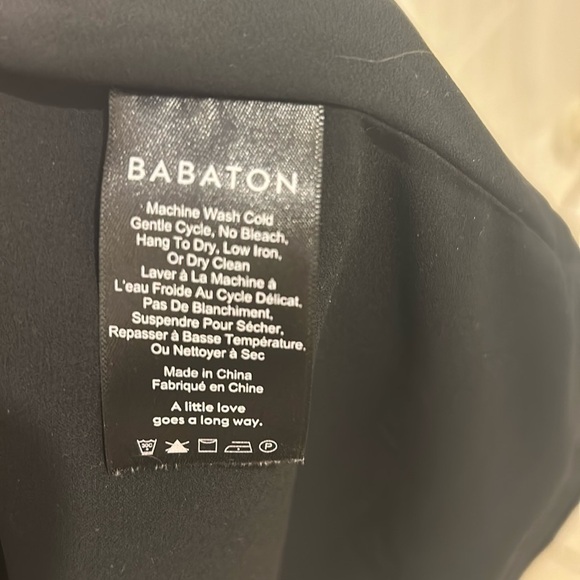 BABATON
Machine Wash Cold
Gentle Cycle, No Bleach,
Hang To Dry, Low Iron,
Or Dry Clean
Laver à La Machine à
L'eau Froide Au Cycle Délicat,
Pas De Blanchiment,
Suspendre Pour Sécher,
Repasser à Basse Température,
Ou Nettoyer à Sec
Made in China
Fabriqué en Chine
A little love
goes a long way.
30C P